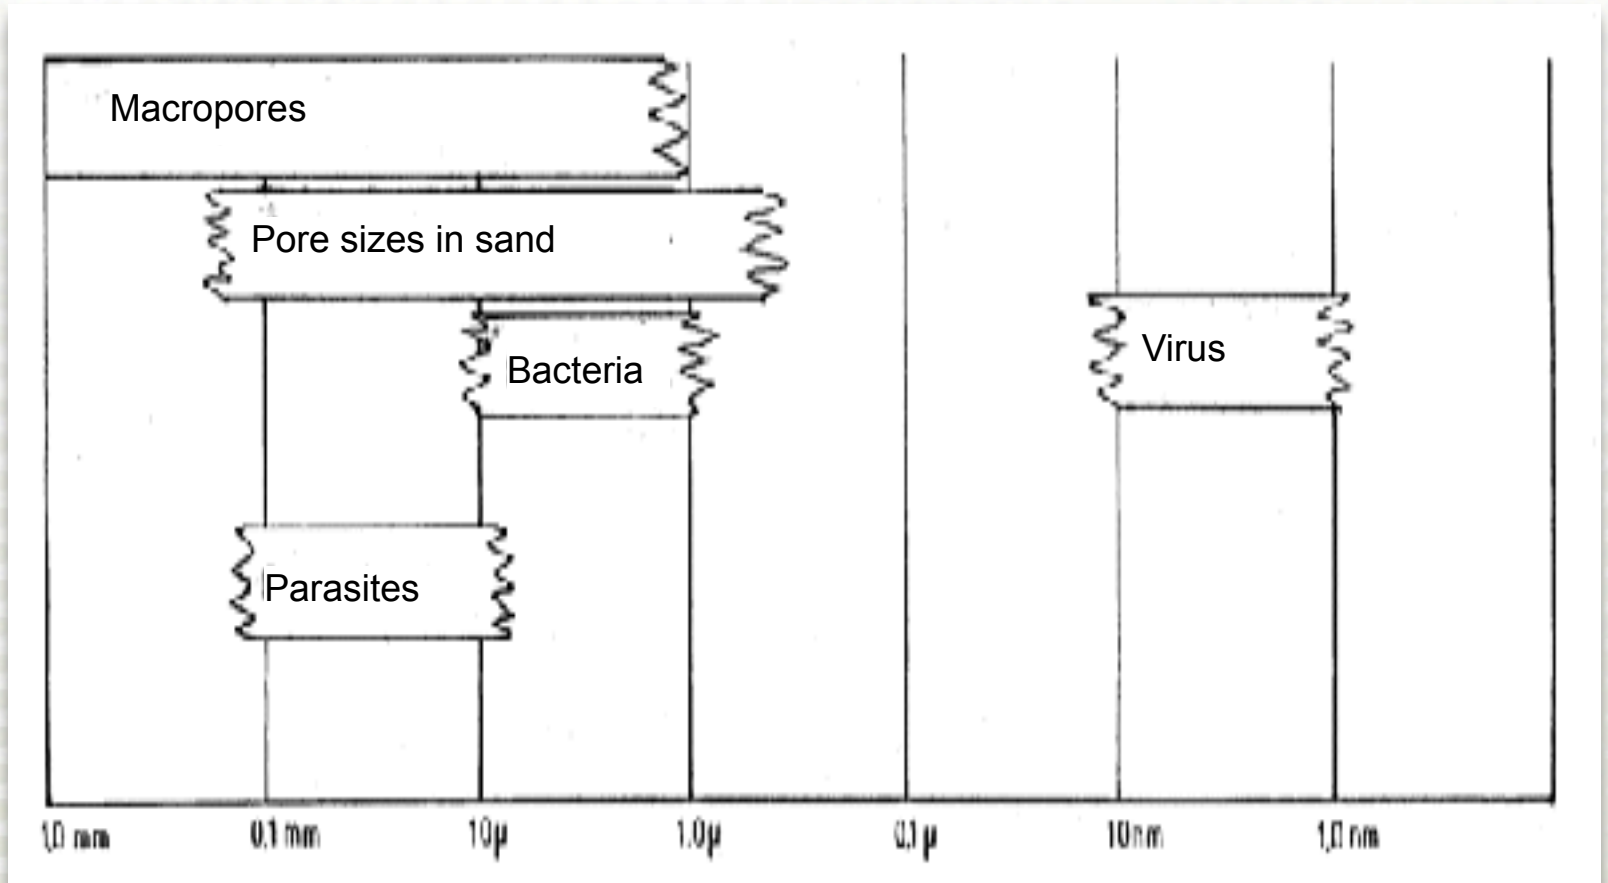 Macropores
Pore sizes in sand
Bacteria
Virus
Parasites
1,0 mm 0.1 mm 10µ 1.0µ 0.1µ 10nm 1,0 nm